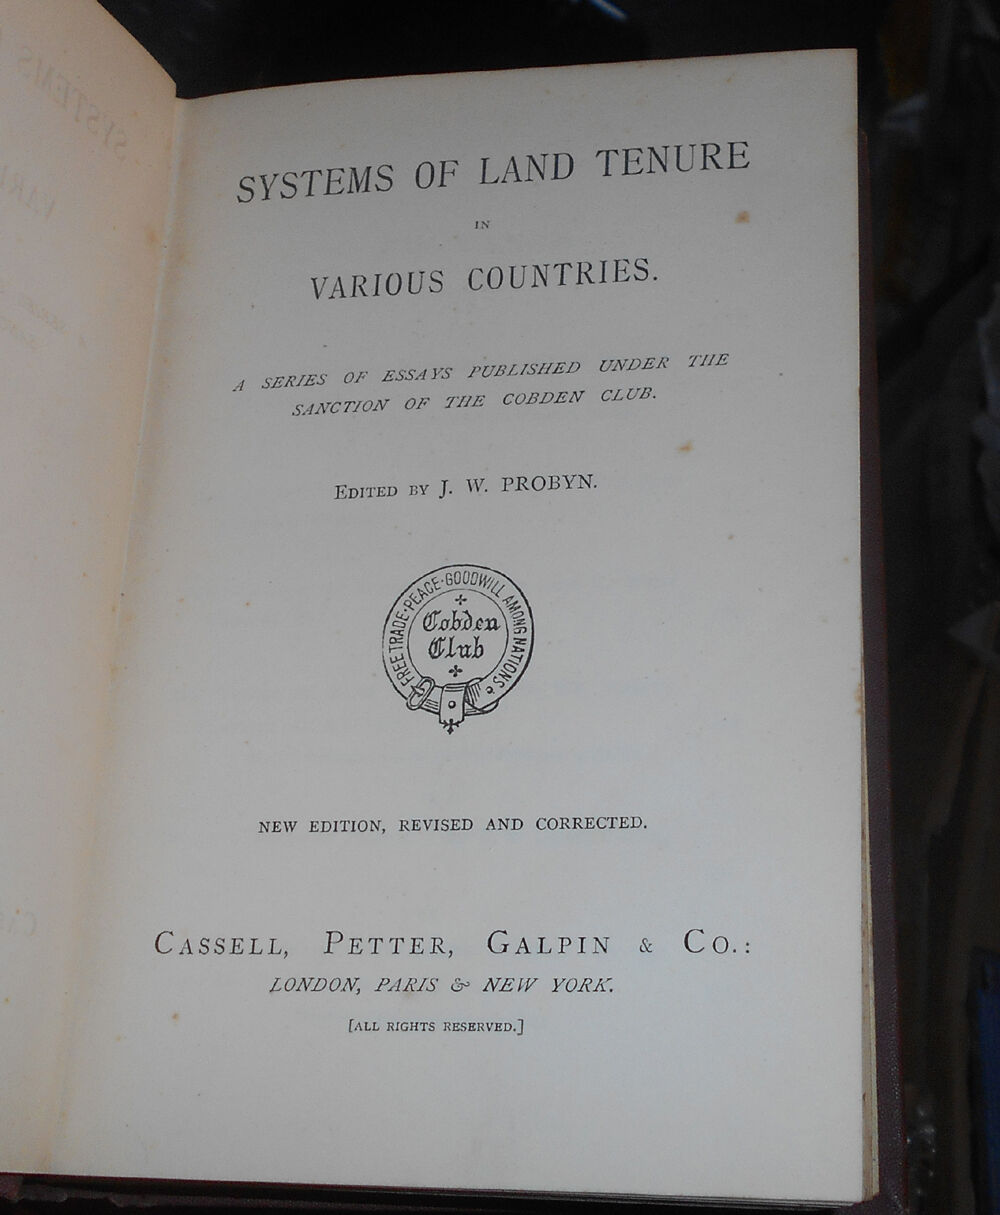 SYSTEMS OF LAND TENURE
IN
VARIOUS COUNTRIES.
A SERIES OF ESSAYS PUBLISHED UNDER THE
SANCTION OF THE COBDEN CLUB.
EDITED BY J. W. PROBYN.
FREE TRADE · PEACE · GOODWILL AMONG NATIONS
Cobden
Club
NEW EDITION, REVISED AND CORRECTED.
CASSELL, PETTER, GALPIN & CO.:
LONDON, PARIS & NEW YORK.
[ALL RIGHTS RESERVED.]